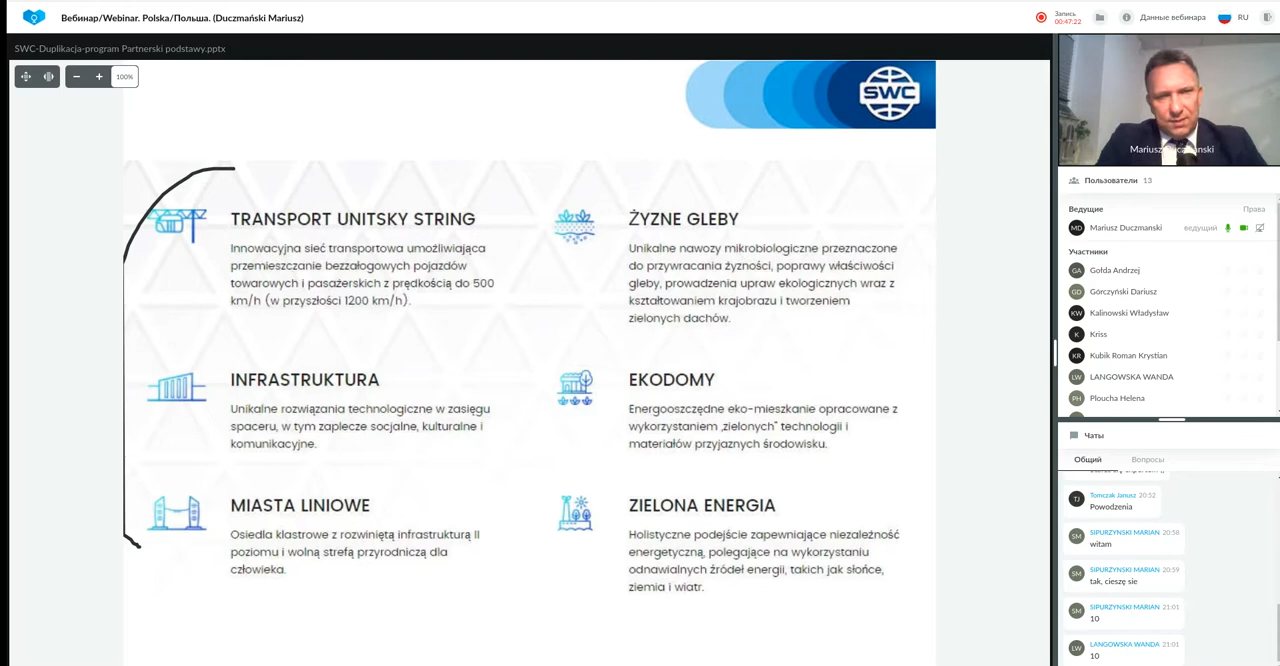 Вебинар/Webinar. Polska/Польша. (Duczmański Mariusz)
Запись
00:47:22
Данные вебинара
RU
SWC-Duplikacja-program Partnerski podstawy.pptx
100%
SWC
TRANSPORT UNITSKY STRING
Innowacyjna sieć transportowa umożliwiająca
przemieszczanie bezzałogowych pojazdów
towarowych i pasażerskich z prędkością do 500
km/h (w przyszłości 1200 km/h).
ŻYZNE GLEBY
Unikalne nawozy mikrobiologiczne przeznaczone
do przywracania żyzności, poprawy właściwości
gleby, prowadzenia upraw ekologicznych wraz z
kształtowaniem krajobrazu i tworzeniem
zielonych dachów.
INFRASTRUKTURA
Unikalne rozwiązania technologiczne w zasięgu
spaceru, w tym zaplecze socjalne, kulturalne i
komunikacyjne.
EKODOMY
Energooszczędne eko-mieszkanie opracowane z
wykorzystaniem „zielonych" technologii i
materiałów przyjaznych środowisku.
MIASTA LINIOWE
Osiedla klastrowe z rozwiniętą infrastrukturą II
poziomu i wolną strefą przyrodniczą dla
człowieka.
ZIELONA ENERGIA
Holistyczne podejście zapewniające niezależność
energetyczną, polegające na wykorzystaniu
odnawialnych źródeł energii, takich jak słońce,
ziemia i wiatr.
Mariusz Duczmanski
Пользователи 13
Ведущие Права
MD Mariusz Duczmanski ведущий
Участники
GA Gołda Andrzej
GD Górczyński Dariusz
KW Kalinowski Władysław
K Kriss
KR Kubik Roman Krystian
LW LANGOWSKA WANDA
PH Ploucha Helena
Чаты
Общий Вопросы
TJ Tomczak Janusz 20:52
Powodzenia
SM SIPURZYNSKI MARIAN 20:58
witam
SM SIPURZYNSKI MARIAN 20:59
tak, cieszę sie
SM SIPURZYNSKI MARIAN 21:01
10
LW LANGOWSKA WANDA 21:01
10